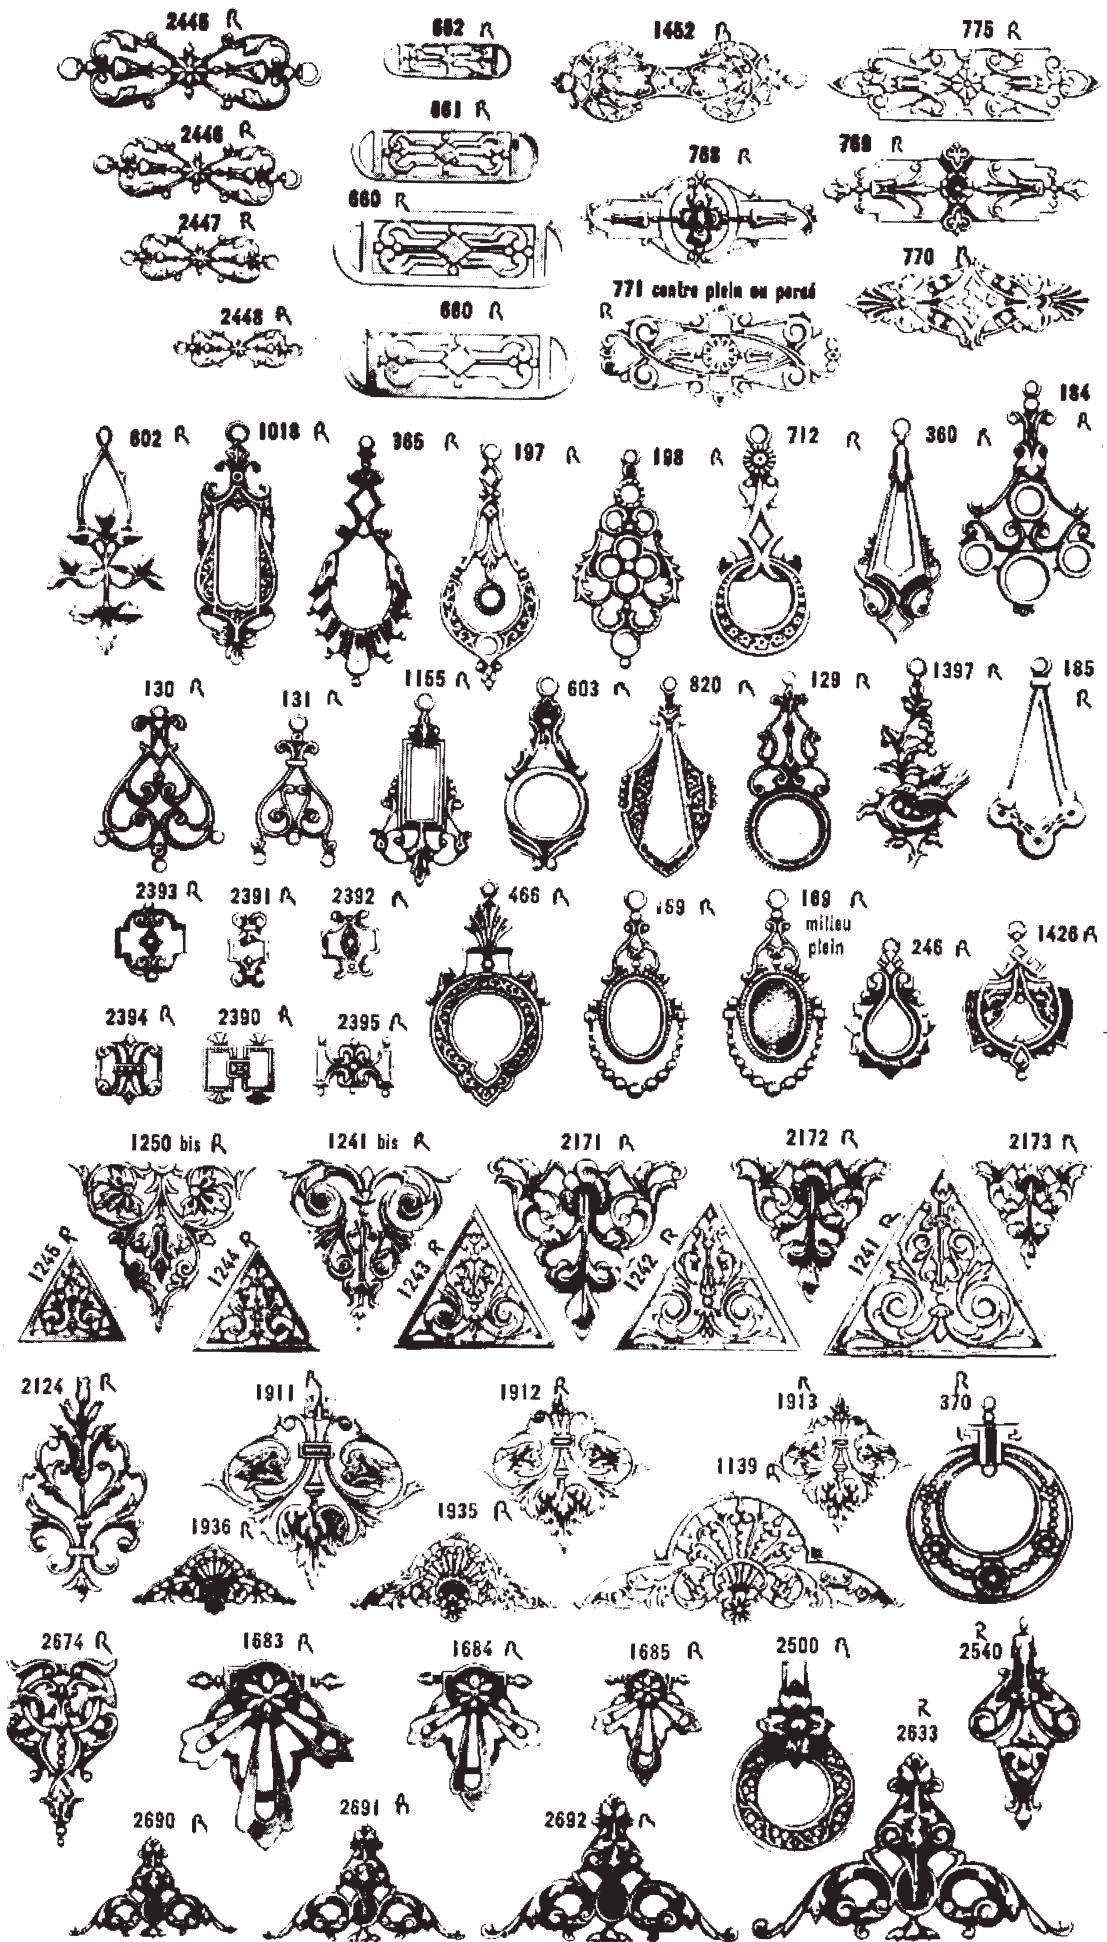 2445 R 662 R 1452 R 775 R
661 R
2446 R 768 R 769 R
660 R
2447 R
770 R
771 centre plein ou percé
R
2448 R 660 R
184
R
602 R 1018 R 365 R 197 R 198 R 712 R 360 R
130 R 131 R 1155 R 603 R 820 R 129 R 1397 R 185
R
2393 R 2391 R 2392 R 466 R 159 R 169 R
milieu
plein
246 R 1426 R
2394 R 2390 R 2395 R
1250 bis R 1241 bis R 2171 R 2172 R 2173 R
1245 R 1244 R 1243 R 1242 R 1241 R
2124 R 1911 R 1912 R 1913 R 370 R
1139 R
1936 R 1935 R
2674 R 1683 R 1684 R 1685 R 2500 R 2540 R
2633 R
2690 R 2691 R 2692 R